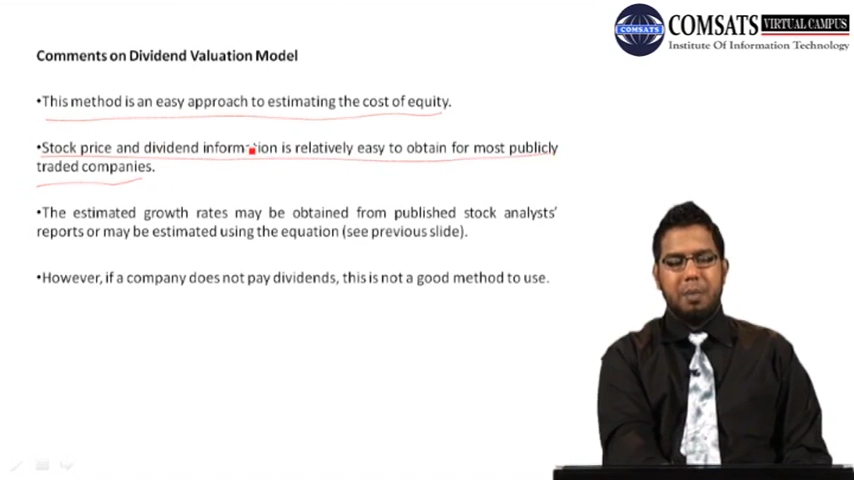 COMSATS VIRTUAL CAMPUS
COMSATS
Institute Of Information Technology
Comments on Dividend Valuation Model
•This method is an easy approach to estimating the cost of equity.
•Stock price and dividend information is relatively easy to obtain for most publicly
traded companies.
•The estimated growth rates may be obtained from published stock analysts'
reports or may be estimated using the equation (see previous slide).
•However, if a company does not pay dividends, this is not a good method to use.